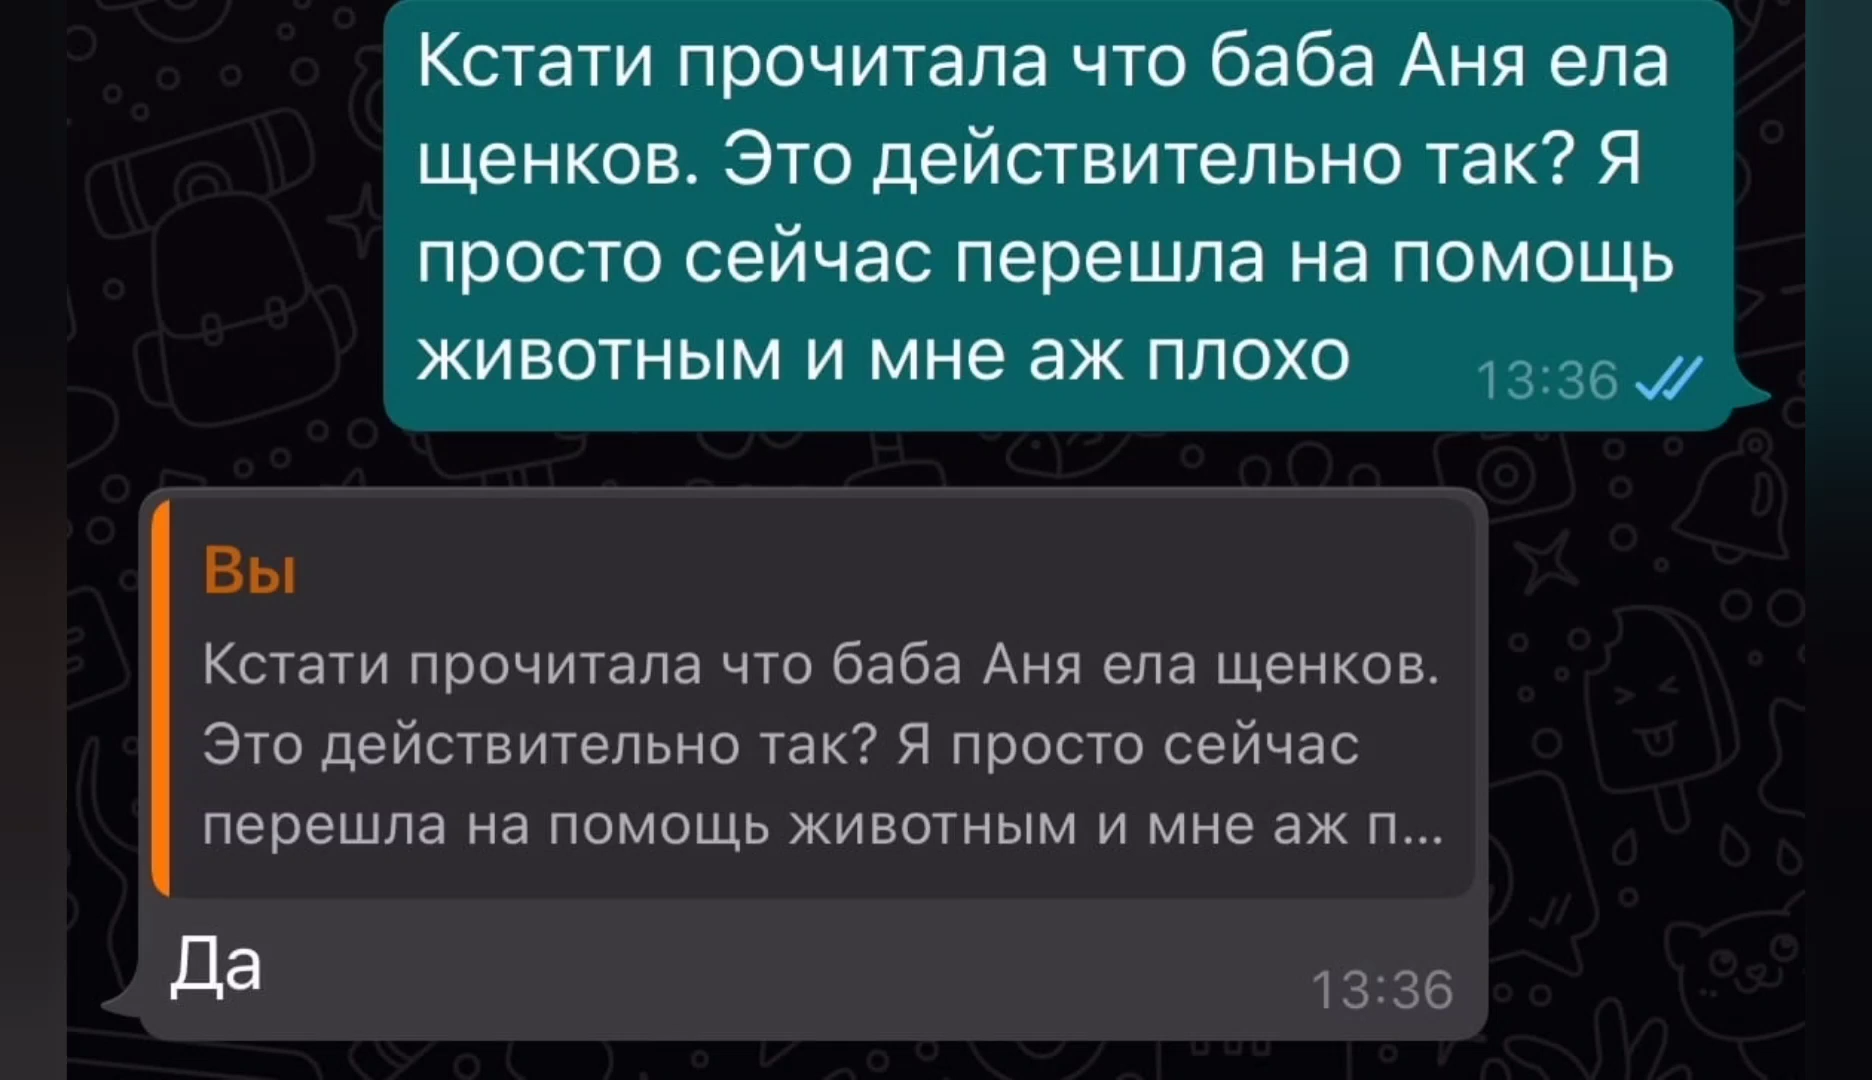 Кстати прочитала что баба Аня ела
щенков. Это действительно так? Я
просто сейчас перешла на помощь
животным и мне аж плохо
13:36
Вы
Кстати прочитала что баба Аня ела щенков.
Это действительно так? Я просто сейчас
перешла на помощь животным и мне аж п...
Да
13:36